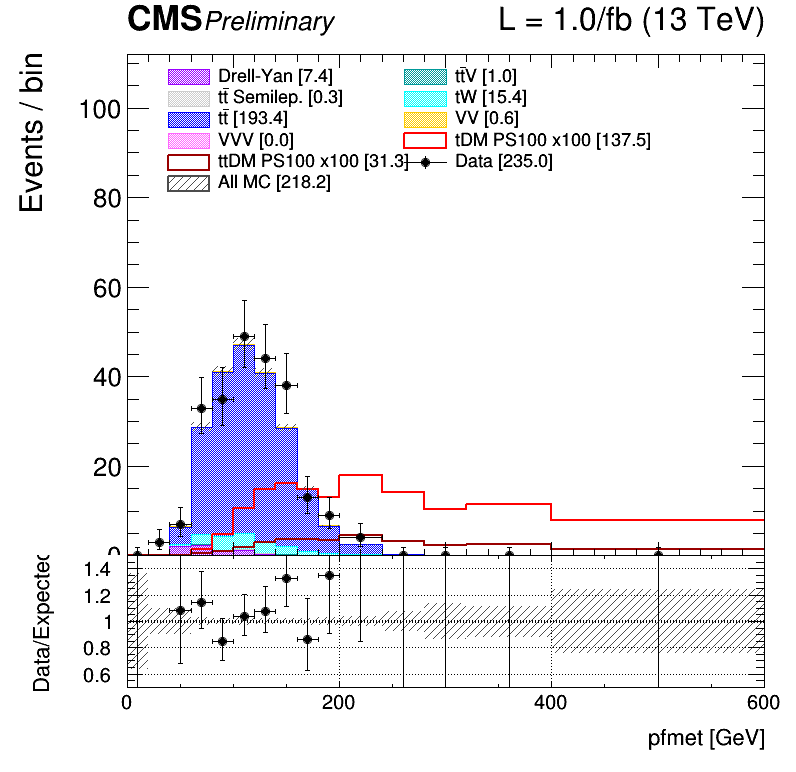 CMS Preliminary L = 1.0/fb (13 TeV)
Events / bin
Drell-Yan [7.4]
tt̄V [1.0]
tt̄ Semilep. [0.3]
tW [15.4]
tt̄ [193.4]
VV [0.6]
VVV [0.0]
tDM PS100 x100 [137.5]
ttDM PS100 x100 [31.3]
Data [235.0]
All MC [218.2]
100
80
60
40
20
0
Data/Expected
1.4
1.2
1
0.8
0.6
0 200 400 600
pfmet [GeV]